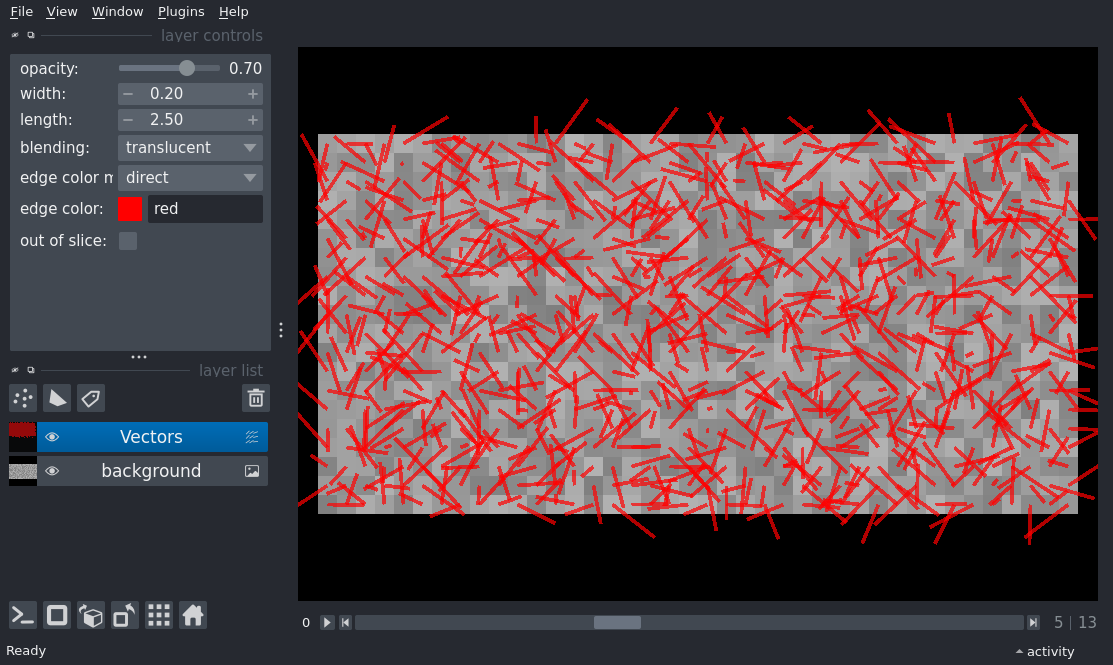 File View Window Plugins Help
layer controls
opacity: 0.70
width: − 0.20 +
length: − 2.50 +
blending: translucent
edge color m direct
edge color: red
out of slice:
layer list
Vectors
background
0 5 | 13
Ready activity